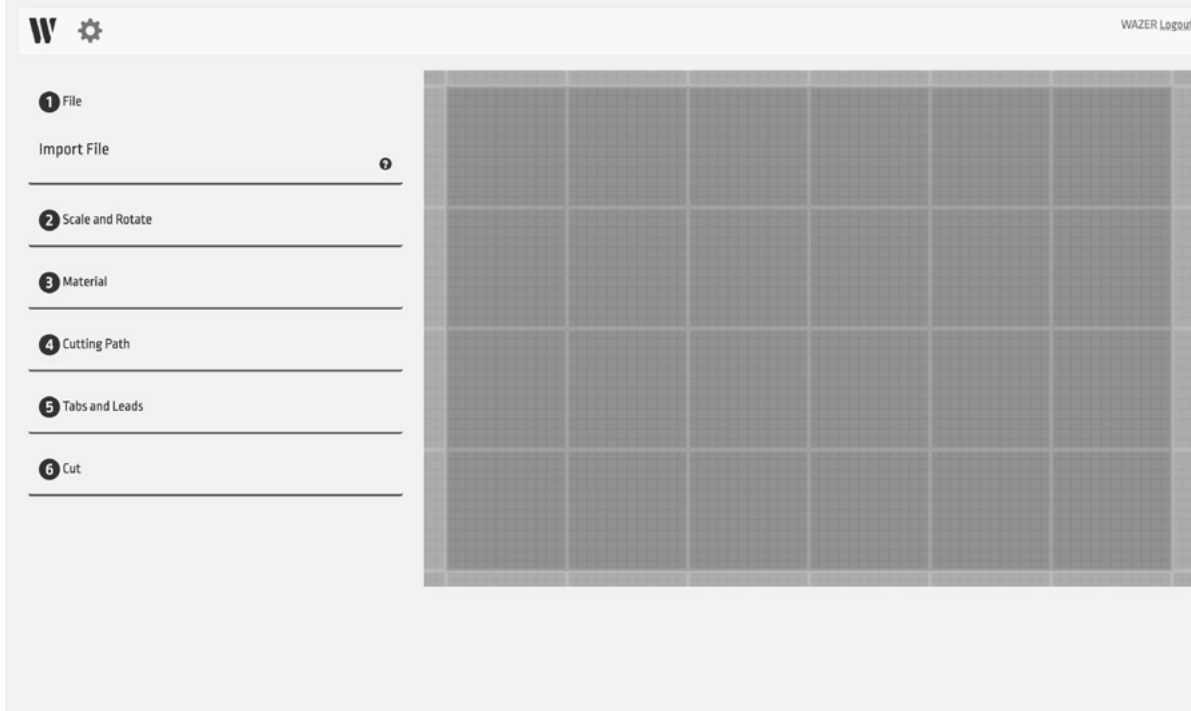 W
WAZER Logout
1 File
Import File
?
2 Scale and Rotate
3 Material
4 Cutting Path
5 Tabs and Leads
6 Cut